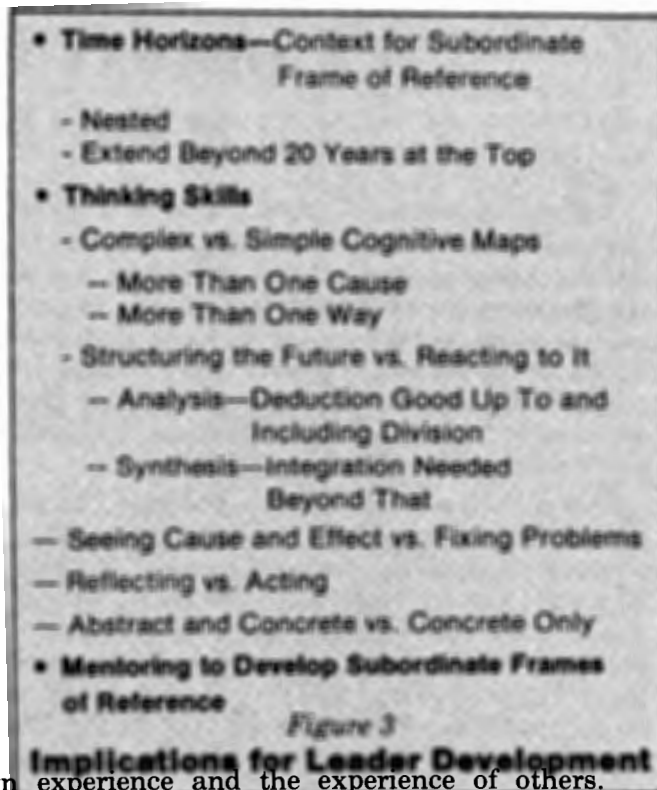 • Time Horizons—Context for Subordinate
Frame of Reference
- Nested
- Extend Beyond 20 Years at the Top
• Thinking Skills
- Complex vs. Simple Cognitive Maps
-- More Than One Cause
-- More Than One Way
- Structuring the Future vs. Reacting to It
-- Analysis—Deduction Good Up To and
Including Division
-- Synthesis—Integration Needed
Beyond That
— Seeing Cause and Effect vs. Fixing Problems
— Reflecting vs. Acting
— Abstract and Concrete vs. Concrete Only
• Mentoring to Develop Subordinate Frames
of Reference
Figure 3
Implications for Leader Development
n experience and the experience of others.